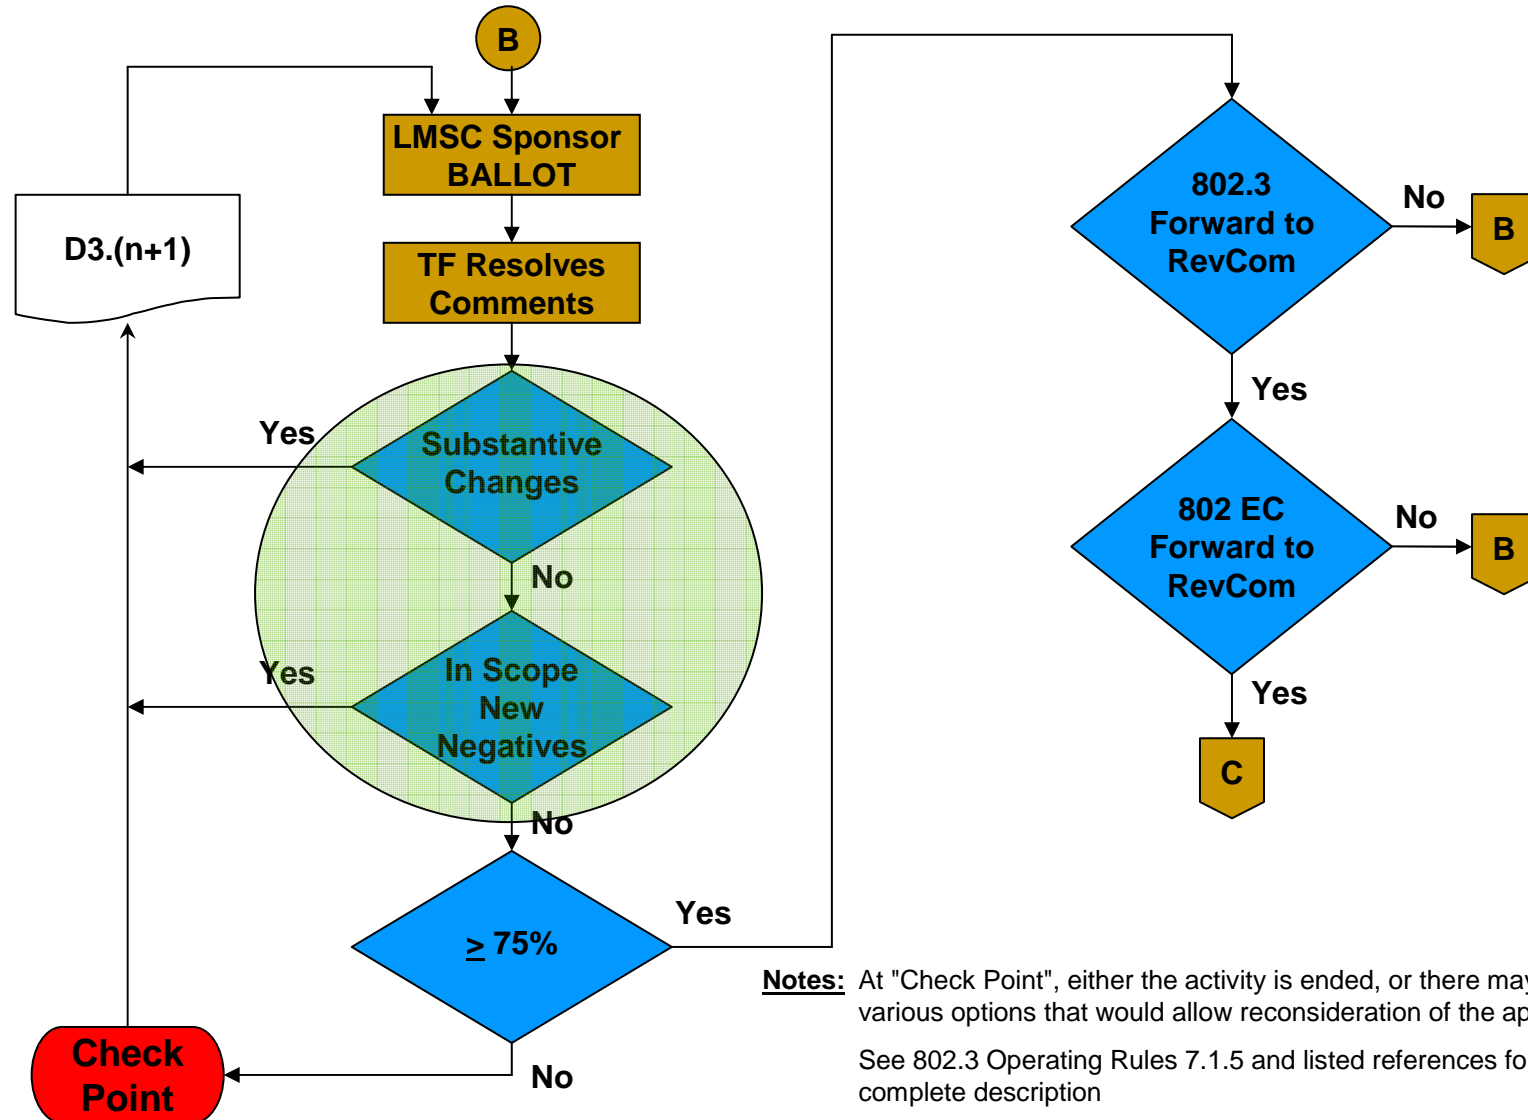 B
LMSC Sponsor
BALLOT
D3.(n+1)
TF Resolves
Comments
Yes
Substantive
Changes
No
Yes
In Scope
New
Negatives
No
≥ 75%
Yes
No
Check
Point
802.3
Forward to
RevCom
No
B
Yes
802 EC
Forward to
RevCom
No
B
Yes
C
Notes: At "Check Point", either the activity is ended, or there may
various options that would allow reconsideration of the ap
See 802.3 Operating Rules 7.1.5 and listed references fo
complete description